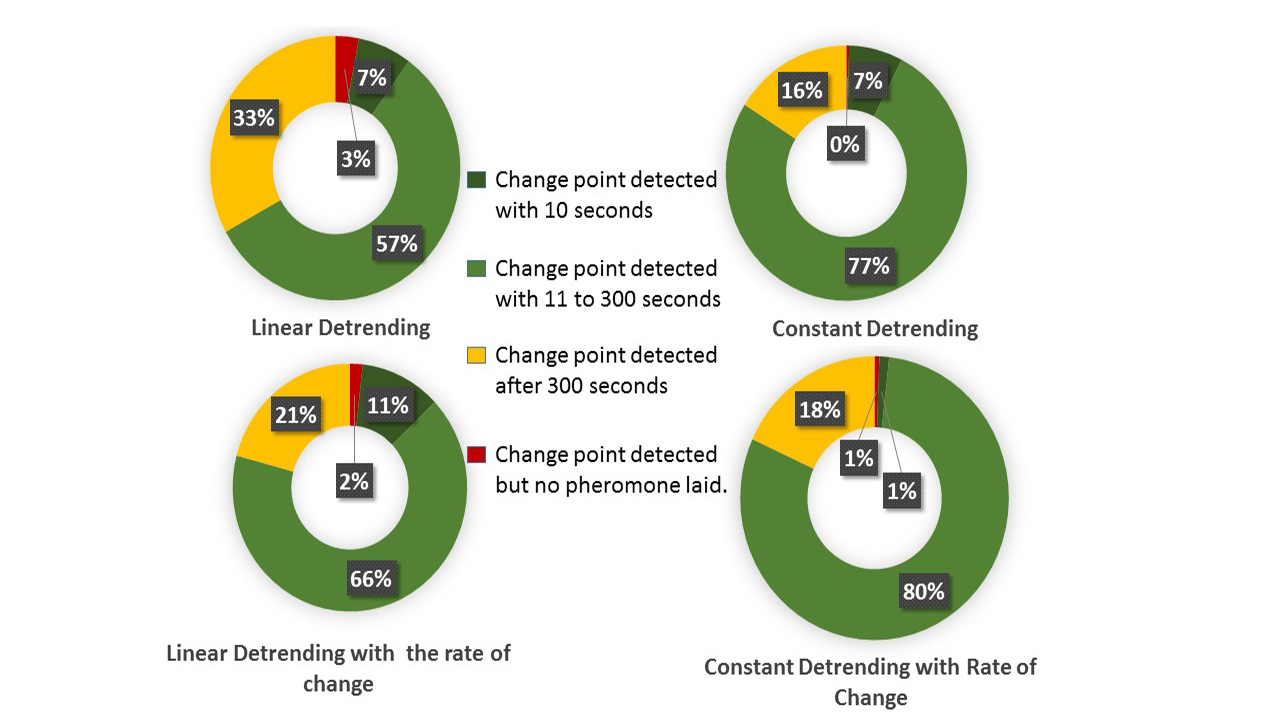 33%
7%
3%
57%
Linear Detrending
16%
7%
0%
77%
Constant Detrending
Change point detected
with 10 seconds
Change point detected
with 11 to 300 seconds
Change point detected
after 300 seconds
Change point detected
but no pheromone laid.
21%
11%
2%
66%
Linear Detrending with the rate of
change
18%
1%
1%
80%
Constant Detrending with Rate of
Change